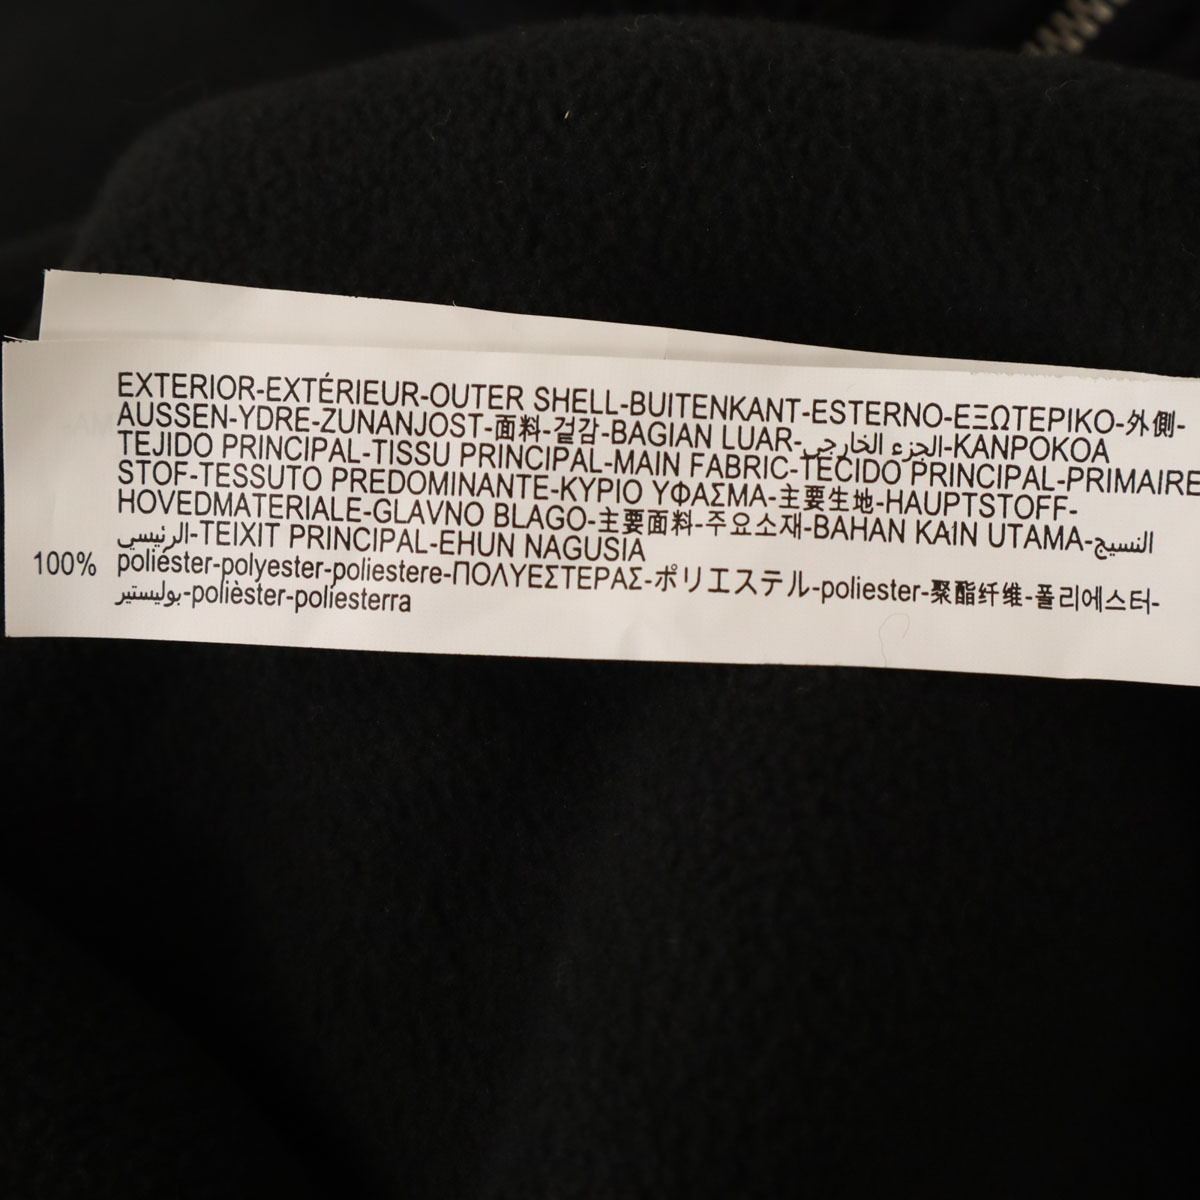 EXTERIOR-EXTÉRIEUR-OUTER SHELL-BUITENKANT-ESTERNO-ΕΞΩΤΕΡΙΚΟ-外側-
AUSSEN-YDRE-ZUNANJOST-面料-겉감-BAGIAN LUAR-الجزء الخارجي-KANPOKOA
TEJIDO PRINCIPAL-TISSU PRINCIPAL-MAIN FABRIC-TECIDO PRINCIPAL-PRIMAIRE
STOF-TESSUTO PREDOMINANTE-ΚΥΡΙΟ ΥΦΑΣΜΑ-主要生地-HAUPTSTOFF-
HOVEDMATERIALE-GLAVNO BLAGO-主要面料-주요소재-BAHAN KAIN UTAMA-النسيج
الرئيسي-TEIXIT PRINCIPAL-EHUN NAGUSIA
100% poliéster-polyester-poliestere-ΠΟΛΥΕΣΤΕΡΑΣ-ポリエステル-poliester-聚酯纤维-폴리에스터-
بوليستير-polièster-poliesterra